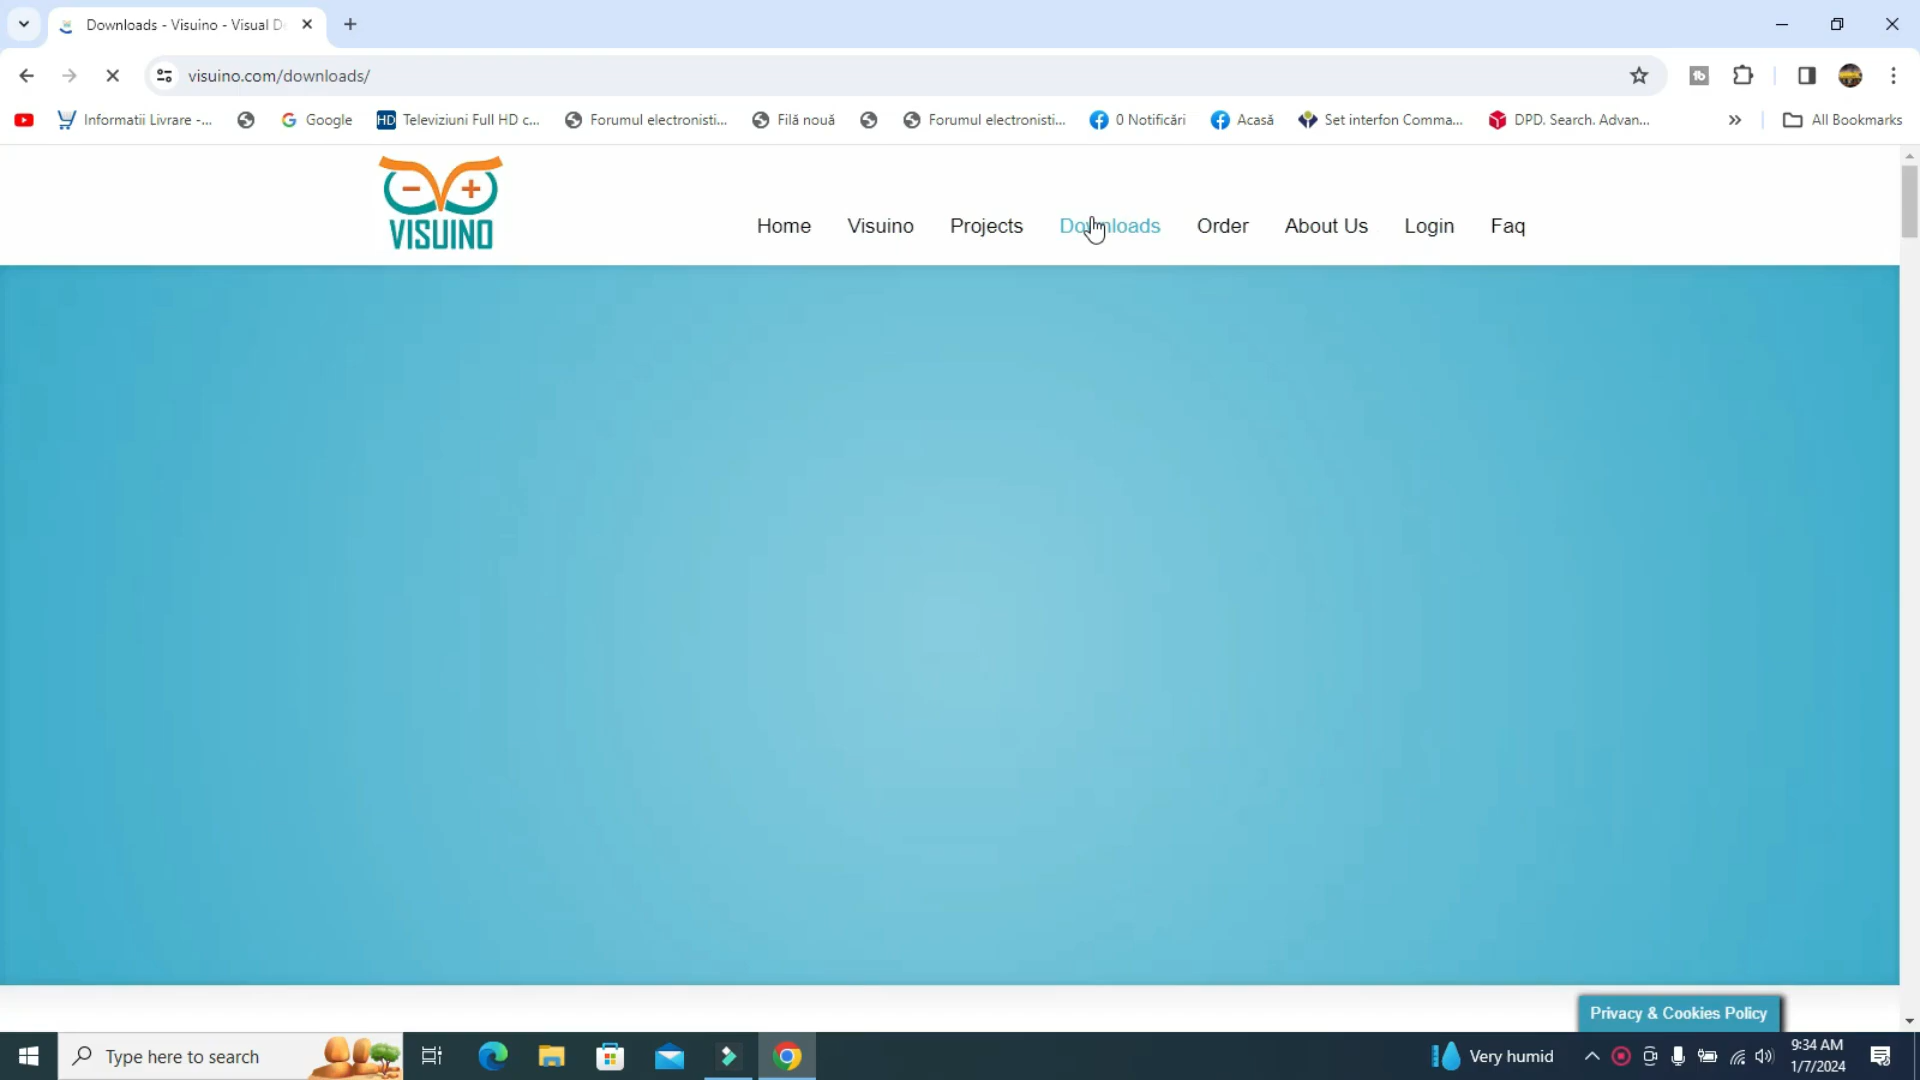 Downloads - Visuino - Visual D
visuino.com/downloads/
Informatii Livrare -...
Google
HD Televiziuni Full HD c...
Forumul electronisti...
Filă nouă
Forumul electronisti...
0 Notificări
Acasă
Set interfon Comma...
DPD. Search. Advan...
»
All Bookmarks
VISUINO
Home
Visuino
Projects
Downloads
Order
About Us
Login
Faq
Privacy & Cookies Policy
Type here to search
Very humid
9:34 AM
1/7/2024